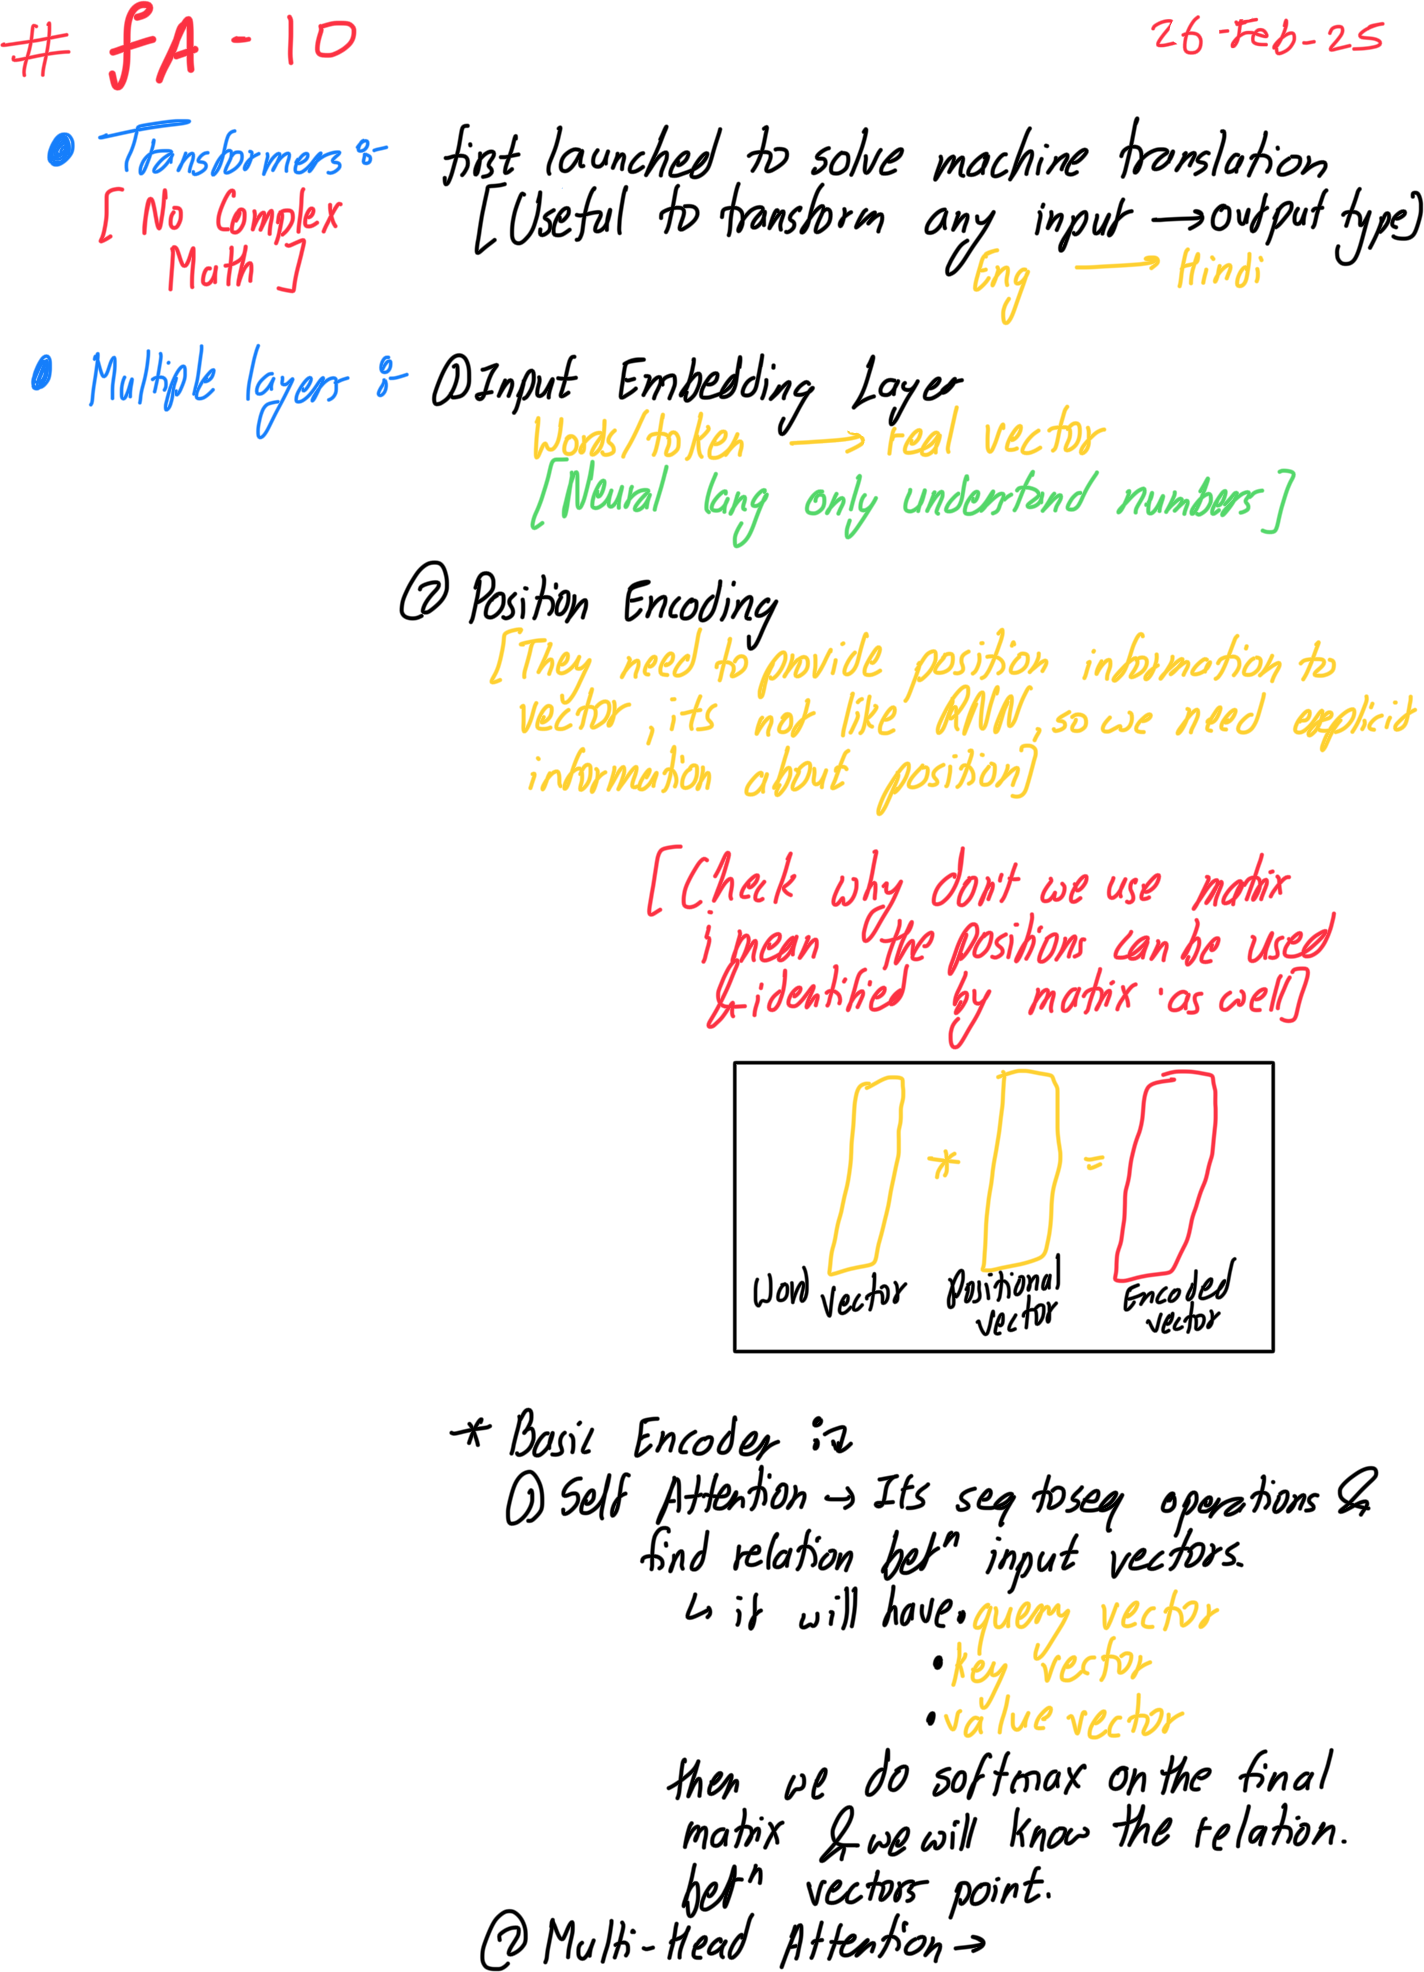 # fA - 10
26-Feb-25
• Transformers :- first launched to solve machine translation
[ No Complex Math ]
[Useful to transform any input → output type]
Eng → Hindi
• Multiple layers :- ① Input Embedding Layer
Words/token → real vector
[Neural lang only understand numbers]
② Position Encoding
[They need to provide position information to
vector, its not like RNN, so we need explicit
information about position]
[Check why don't we use matrix
i mean the positions can be used
& identified by matrix as well]
* =
Word vector Positional vector Encoded vector
* Basic Encoder :→
① Self Attention → Its seq to seq operations &
find relation betⁿ input vectors.
↳ it will have • query vector
• key vector
• value vector
then we do softmax on the final
matrix & we will know the relation.
betⁿ vectors point.
② Multi-Head Attention →